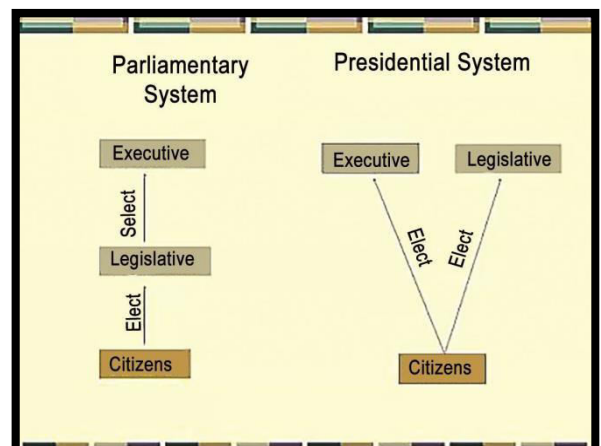 Parliamentary
System
Executive
Select
Legislative
Elect
Citizens
Presidential System
Executive
Legislative
Elect
Elect
Citizens